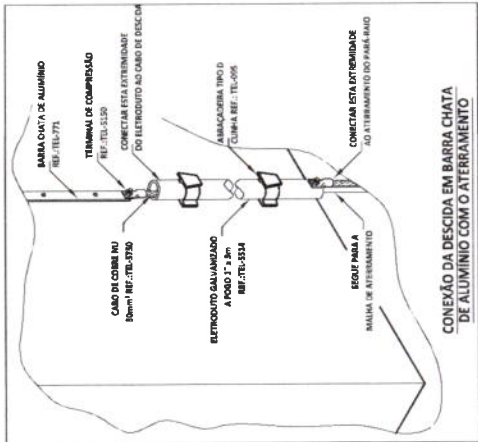 BARRA CHATA DE ALUMÍNIO
REF.:TEL-771
TERMINAL DE COMPRESSÃO
REF.:TEL-5150
CONECTAR ESTA EXTREMIDADE
DO ELETRODUTO AO CABO DE DESCIDA
CABO DE COBRE NU
50mm² REF.:TEL-5750
ABRAÇADEIRA TIPO D
CUNHA REF.: TEL-095
ELETRODUTO GALVANIZADO
A FOGO 1" x 3m
REF.:TEL-5534
CONECTAR ESTA EXTREMIDADE
AO ATERRAMENTO DO PARÁ-RAIO
SEGUE PARA A
MALHA DE ATERRAMENTO
CONEXÃO DA DESCIDA EM BARRA CHATA
DE ALUMINIO COM O ATERRAMENTO